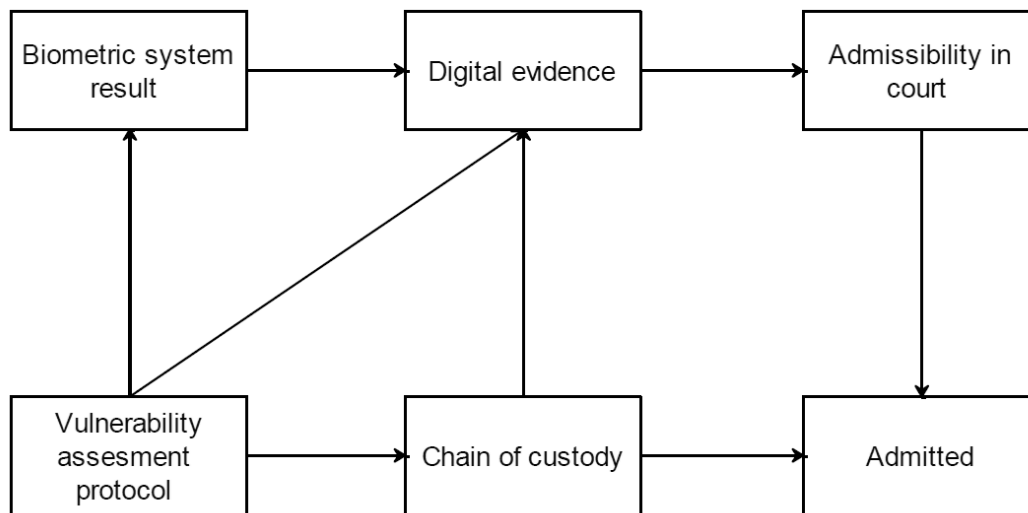 Biometric system
result
Digital evidence
Admissibility in
court
Vulnerability
assesment
protocol
Chain of custody
Admitted